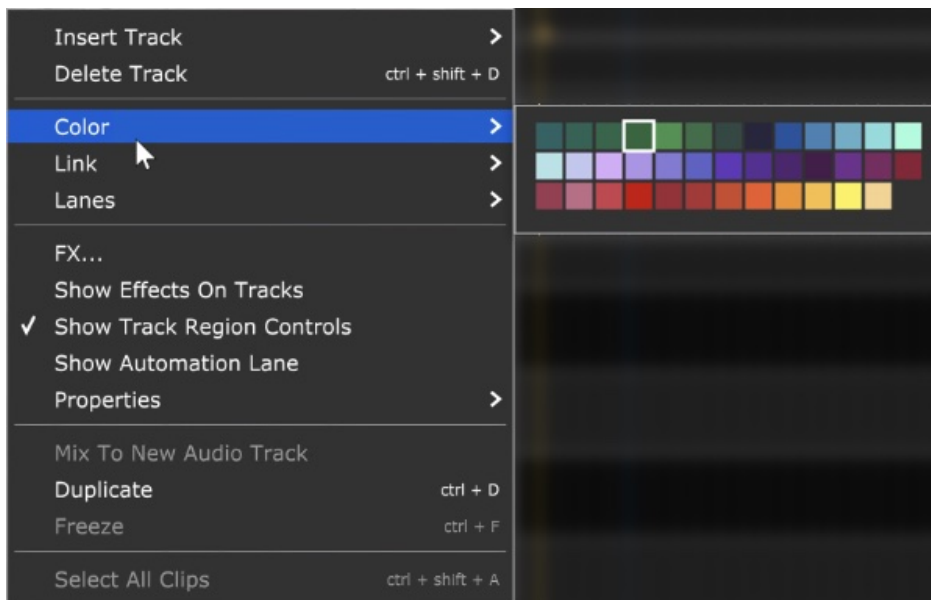 Insert Track
Delete Track ctrl + shift + D
Color
Link
Lanes
FX...
Show Effects On Tracks
✓ Show Track Region Controls
Show Automation Lane
Properties
Mix To New Audio Track
Duplicate ctrl + D
Freeze ctrl + F
Select All Clips ctrl + shift + A